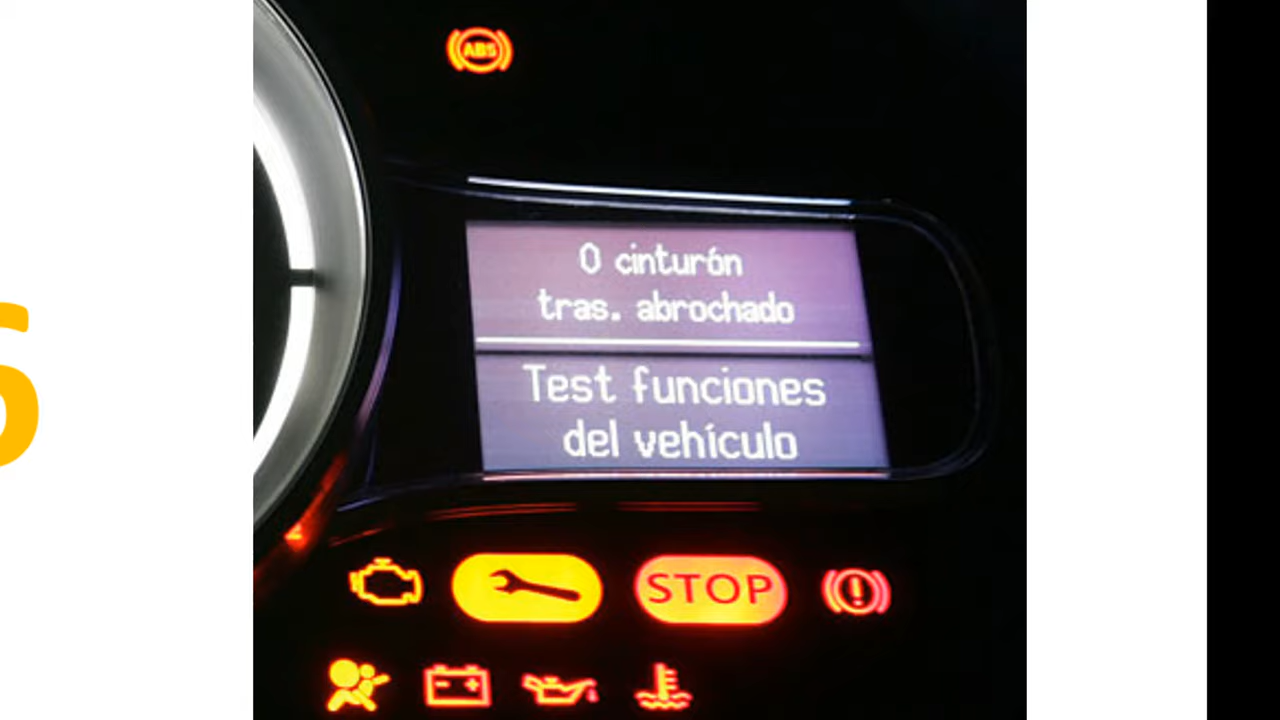 ABS
0 cinturón
tras. abrochado
Test funciones
del vehículo
STOP